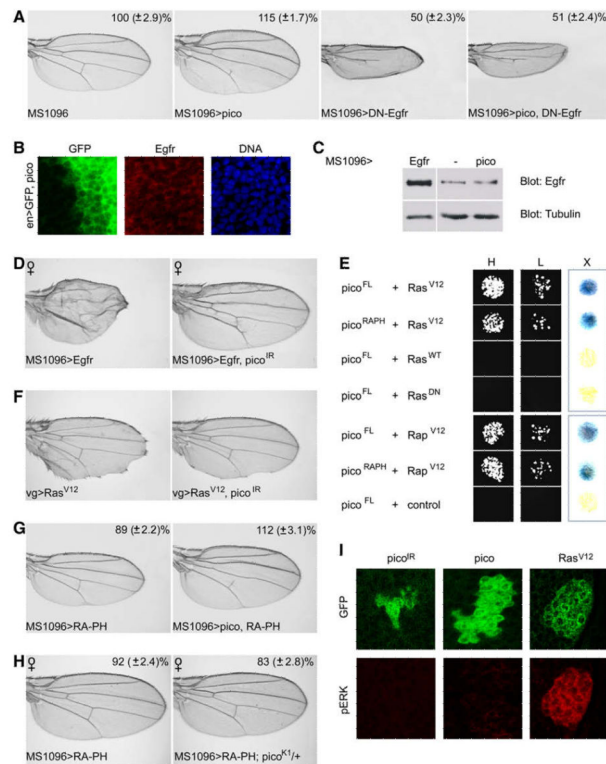 A
100 (±2.9)% 115 (±1.7)% 50 (±2.3)% 51 (±2.4)%
MS1096 MS1096>pico MS1096>DN-Egfr MS1096>pico, DN-Egfr
B
GFP Egfr DNA
en>GFP, pico
C
MS1096> Egfr - pico
Blot: Egfr
Blot: Tubulin
D
♀ ♀
MS1096>Egfr MS1096>Egfr, pico^IR
E
H L X
pico^FL + Ras^V12
pico^RAPH + Ras^V12
pico^FL + Ras^WT
pico^FL + Ras^DN
pico^FL + Rap^V12
pico^RAPH + Rap^V12
pico^FL + control
F
vg>Ras^V12 vg>Ras^V12, pico^IR
G
89 (±2.2)% 112 (±3.1)%
MS1096>RA-PH MS1096>pico, RA-PH
H
♀ 92 (±2.4)% ♀ 83 (±2.8)%
MS1096>RA-PH MS1096>RA-PH; pico^K1/+
I
pico^IR pico Ras^V12
GFP
pERK